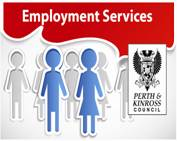 Employment Services
PERTH &
KINROSS
COUNCIL